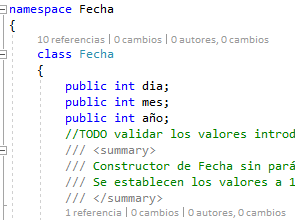 namespace Fecha
{
10 referencias | 0 cambios | 0 autores, 0 cambios
class Fecha
{
public int dia;
public int mes;
public int año;
//TODO validar los valores introd
/// <summary>
/// Constructor de Fecha sin pará
/// Se establecen los valores a 1
/// </summary>
1 referencia | 0 cambios | 0 autores, 0 cambios